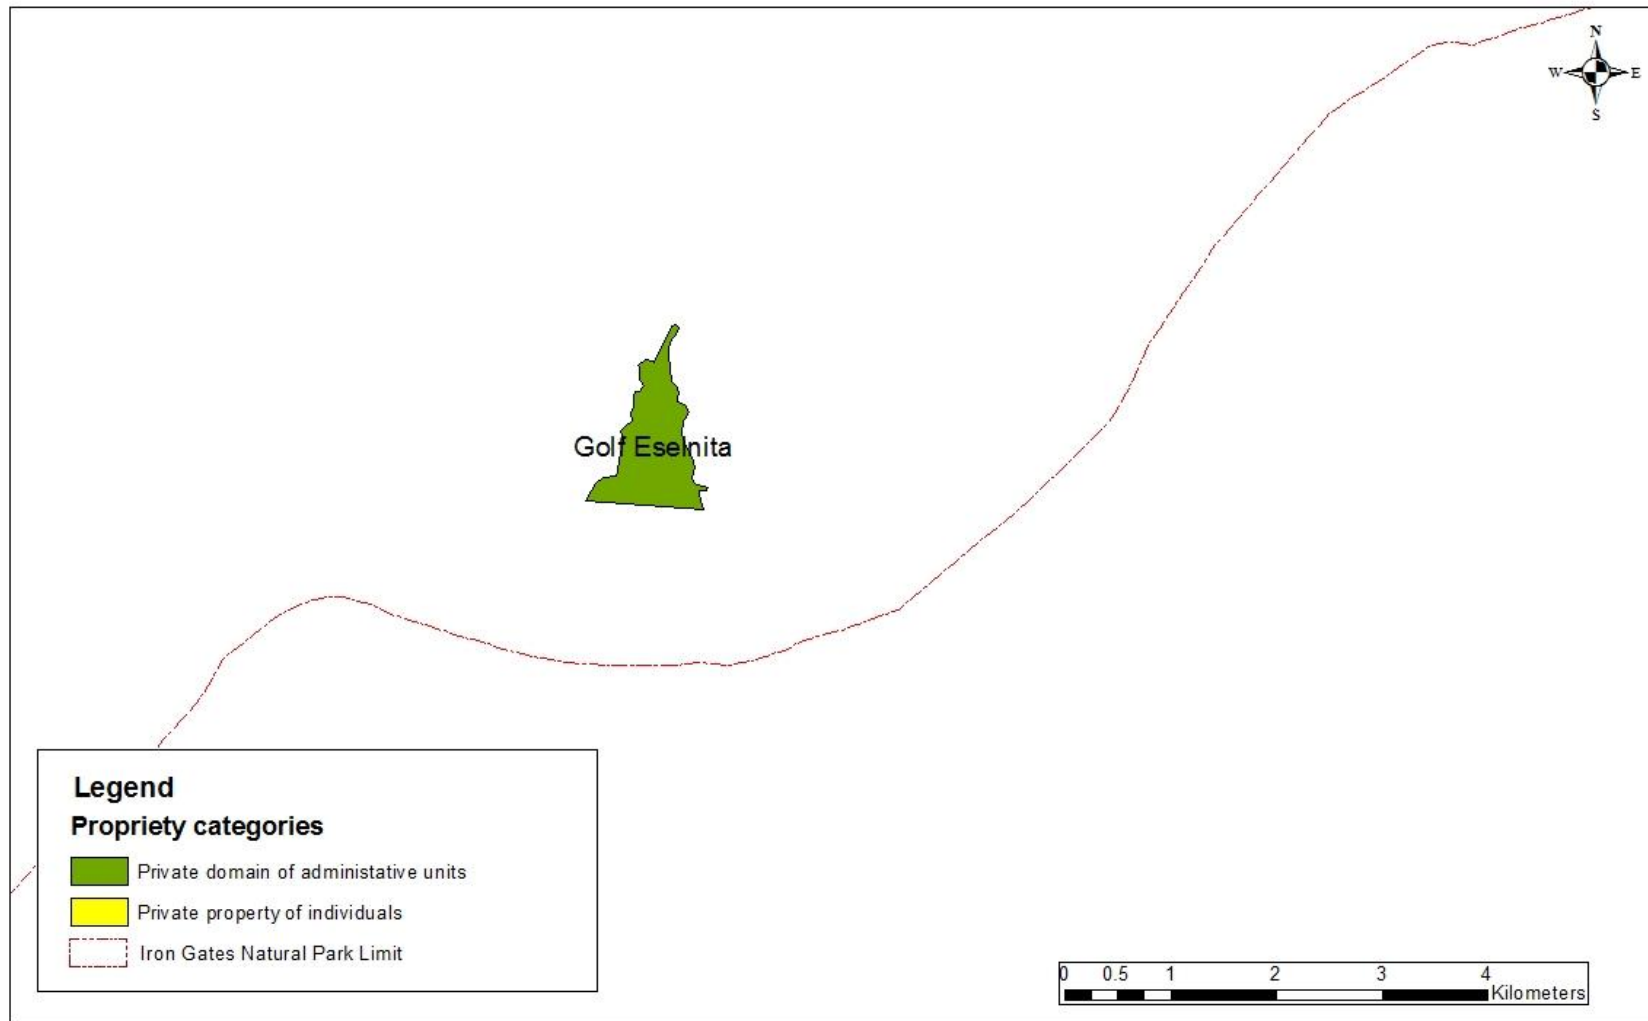 N
W E
S
Golf Eselnita
Legend
Propriety categories
Private domain of administative units
Private property of individuals
Iron Gates Natural Park Limit
0 0.5 1 2 3 4
Kilometers